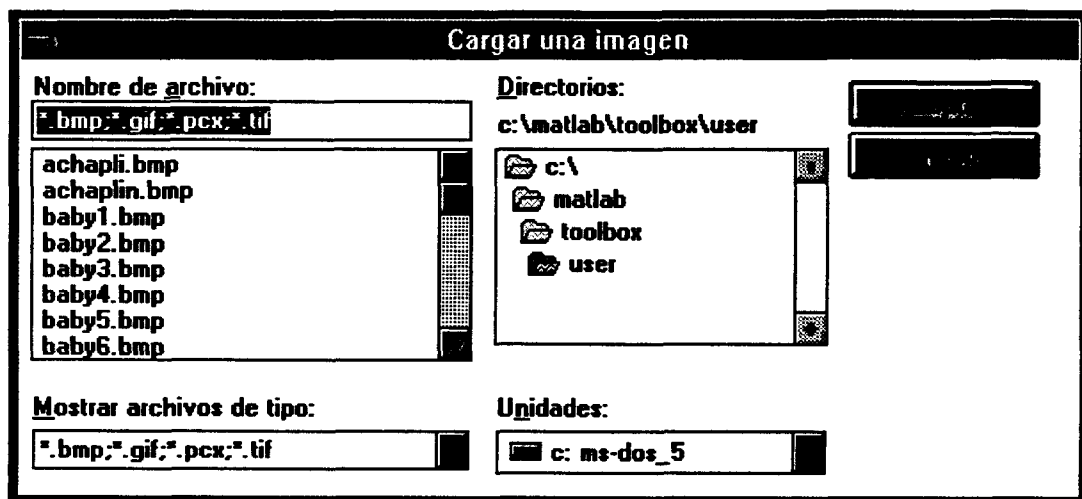 Cargar una imagen
Nombre de archivo:
*.bmp;*.gif;*.pcx;*.tif
achapli.bmp
achaplin.bmp
baby1.bmp
baby2.bmp
baby3.bmp
baby4.bmp
baby5.bmp
baby6.bmp
Mostrar archivos de tipo:
*.bmp;*.gif;*.pcx;*.tif
Directorios:
c:\matlab\toolbox\user
c:\
matlab
toolbox
user
Unidades:
c: ms-dos_5